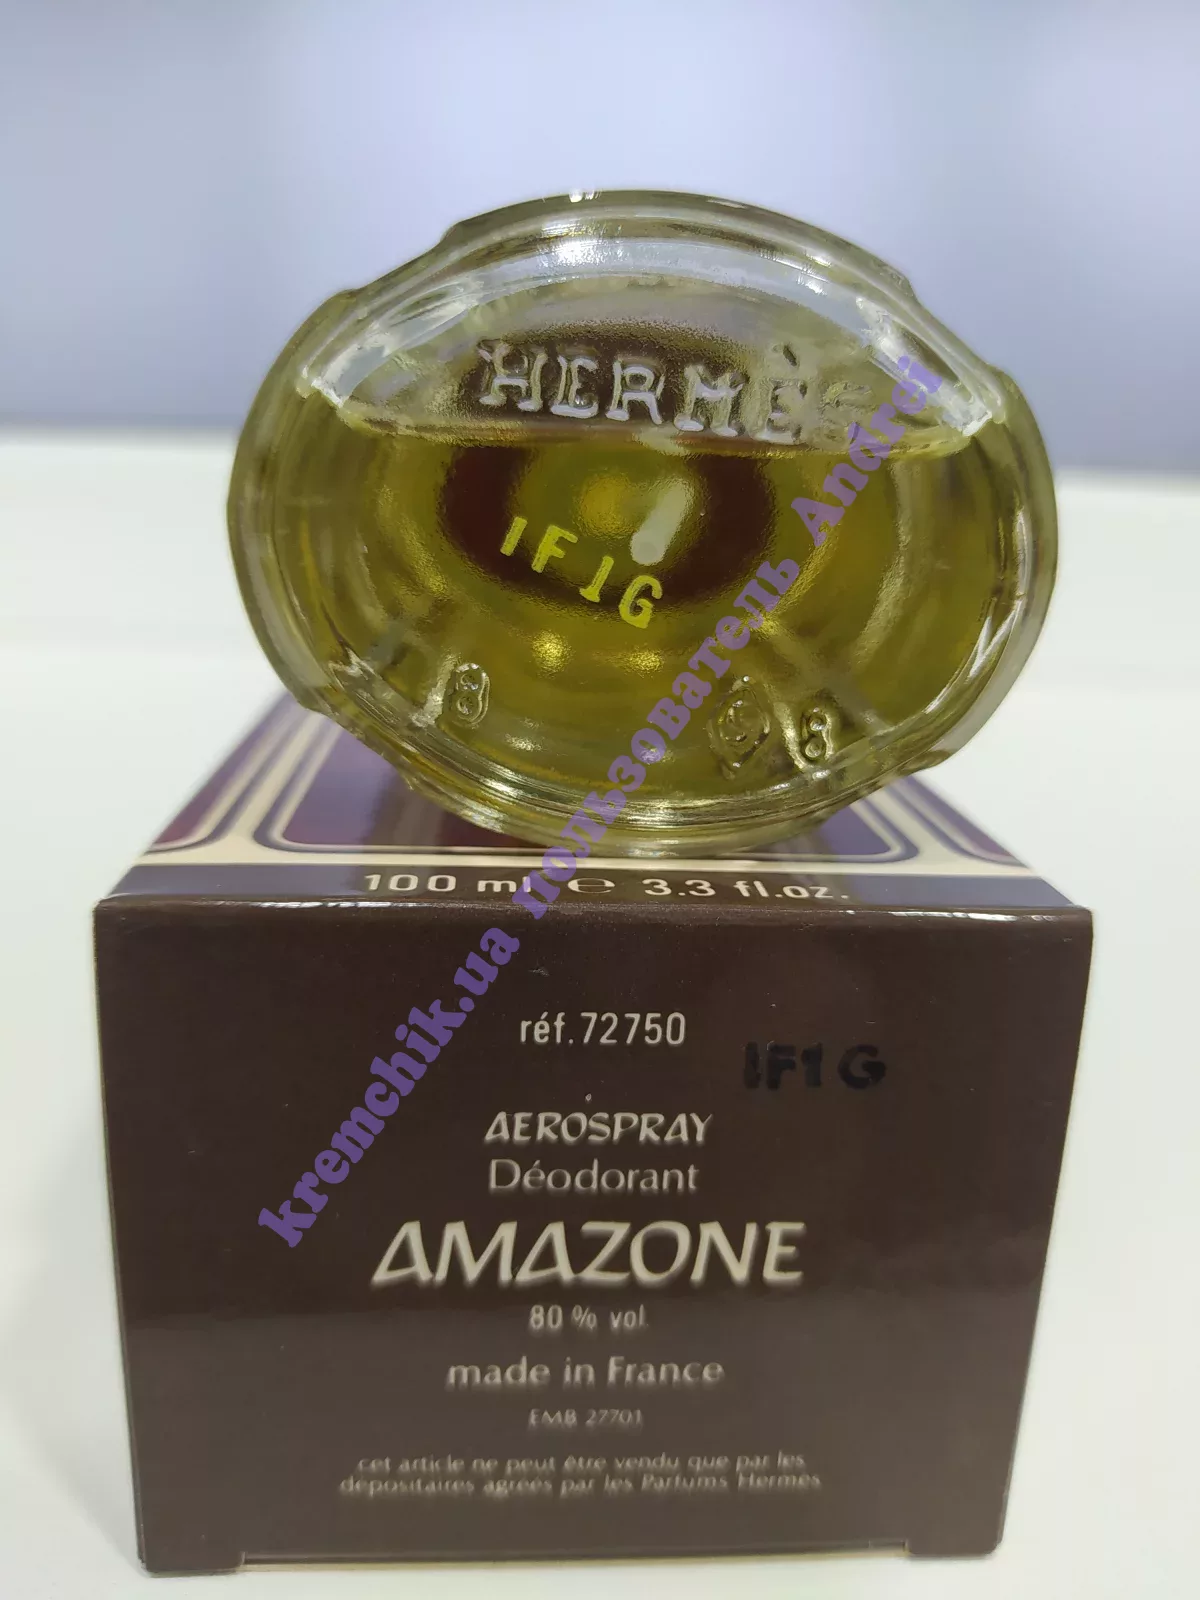 HERMÈS
IF1G
8
8
100 ml e 3.3 fl.oz.
réf.72750
IF1G
AEROSPRAY
Déodorant
AMAZONE
80 % vol.
made in France
EMB 27701
cet article ne peut être vendu que par les
dépositaires agréés par les Parfums Hermès
kremchik.ua пользователь Andrei